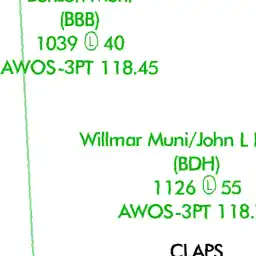 (BBB)
1039 Ⓛ 40
AWOS-3PT 118.45
Willmar Muni/John L
(BDH)
1126 Ⓛ 55
AWOS-3PT 118.
CLAPS